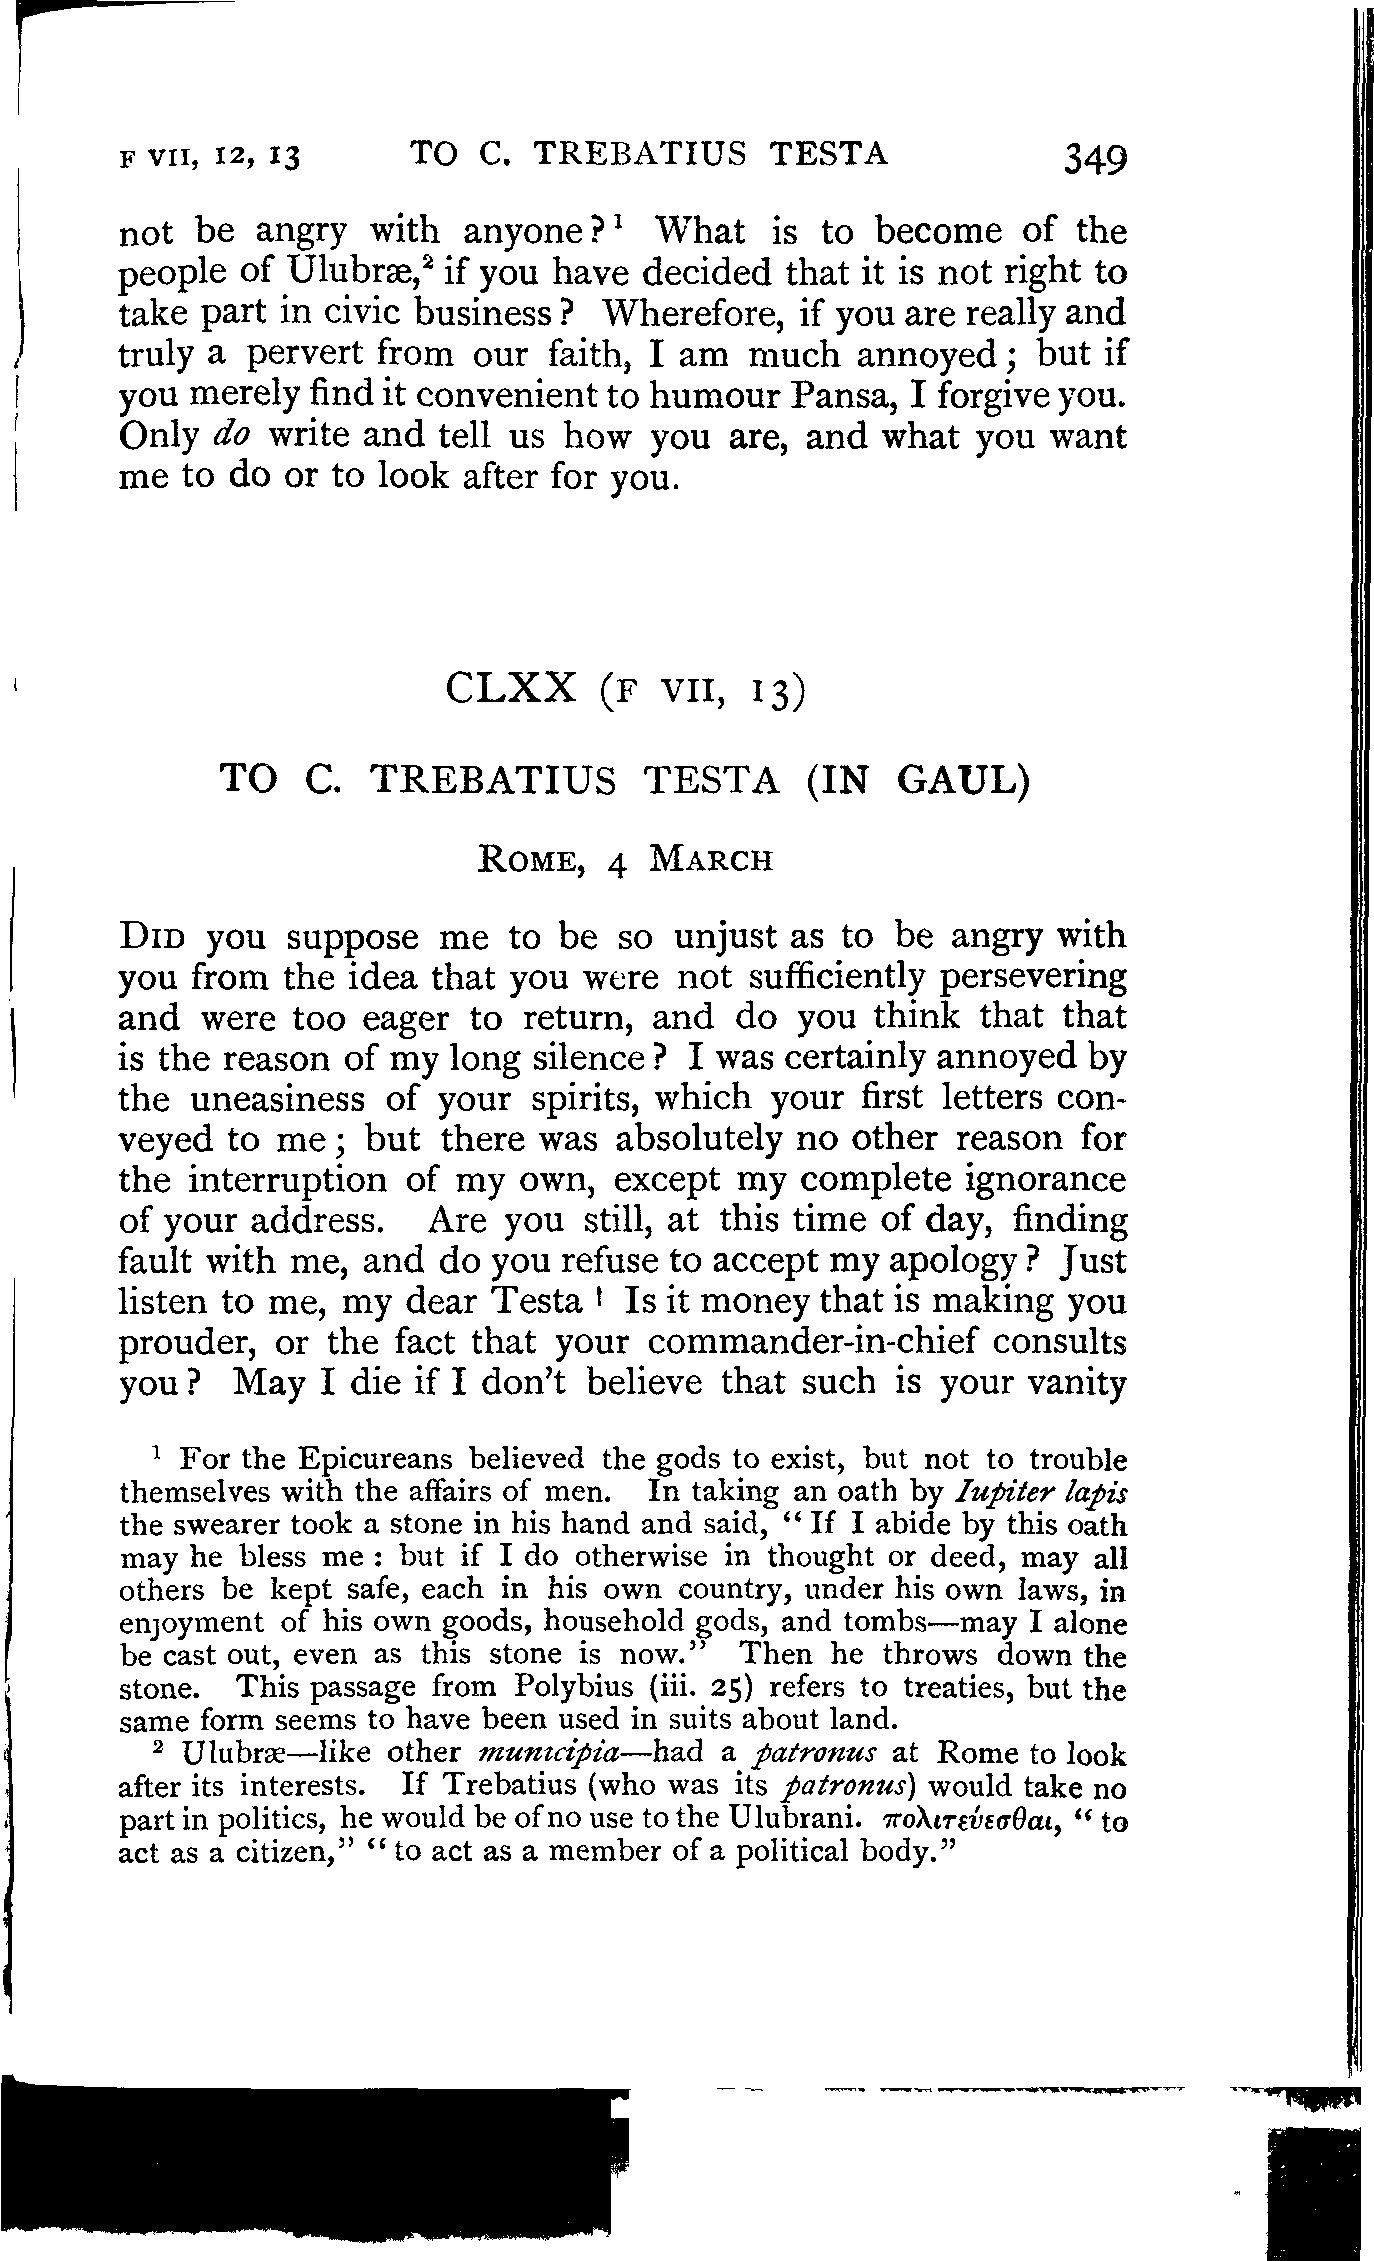 F VII, 12, 13 TO C. TREBATIUS TESTA 349
not be angry with anyone?¹ What is to become of the
people of Ulubræ,² if you have decided that it is not right to
take part in civic business? Wherefore, if you are really and
truly a pervert from our faith, I am much annoyed; but if
you merely find it convenient to humour Pansa, I forgive you.
Only do write and tell us how you are, and what you want
me to do or to look after for you.
CLXX (F VII, 13)
TO C. TREBATIUS TESTA (IN GAUL)
ROME, 4 MARCH
DID you suppose me to be so unjust as to be angry with
you from the idea that you were not sufficiently persevering
and were too eager to return, and do you think that that
is the reason of my long silence? I was certainly annoyed by
the uneasiness of your spirits, which your first letters con-
veyed to me; but there was absolutely no other reason for
the interruption of my own, except my complete ignorance
of your address. Are you still, at this time of day, finding
fault with me, and do you refuse to accept my apology? Just
listen to me, my dear Testa! Is it money that is making you
prouder, or the fact that your commander-in-chief consults
you? May I die if I don't believe that such is your vanity
¹ For the Epicureans believed the gods to exist, but not to trouble
themselves with the affairs of men. In taking an oath by Iupiter lapis
the swearer took a stone in his hand and said, "If I abide by this oath
may he bless me: but if I do otherwise in thought or deed, may all
others be kept safe, each in his own country, under his own laws, in
enjoyment of his own goods, household gods, and tombs—may I alone
be cast out, even as this stone is now." Then he throws down the
stone. This passage from Polybius (iii. 25) refers to treaties, but the
same form seems to have been used in suits about land.
² Ulubræ—like other municipia—had a patronus at Rome to look
after its interests. If Trebatius (who was its patronus) would take no
part in politics, he would be of no use to the Ulubrani. πολιτεύεσθαι, "to
act as a citizen," "to act as a member of a political body."